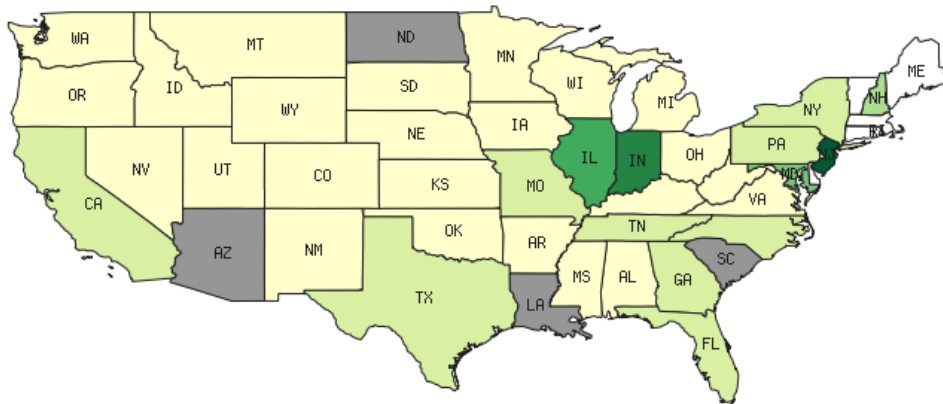 ND
WA
MT
MN
ME
OR
ID
SD
WI
MI
NY
NH
WY
NE
IA
PA
NV
UT
CO
IL
IN
OH
CA
KS
MO
VA
AZ
NM
OK
AR
TN
SC
TX
LA
MS
AL
GA
FL